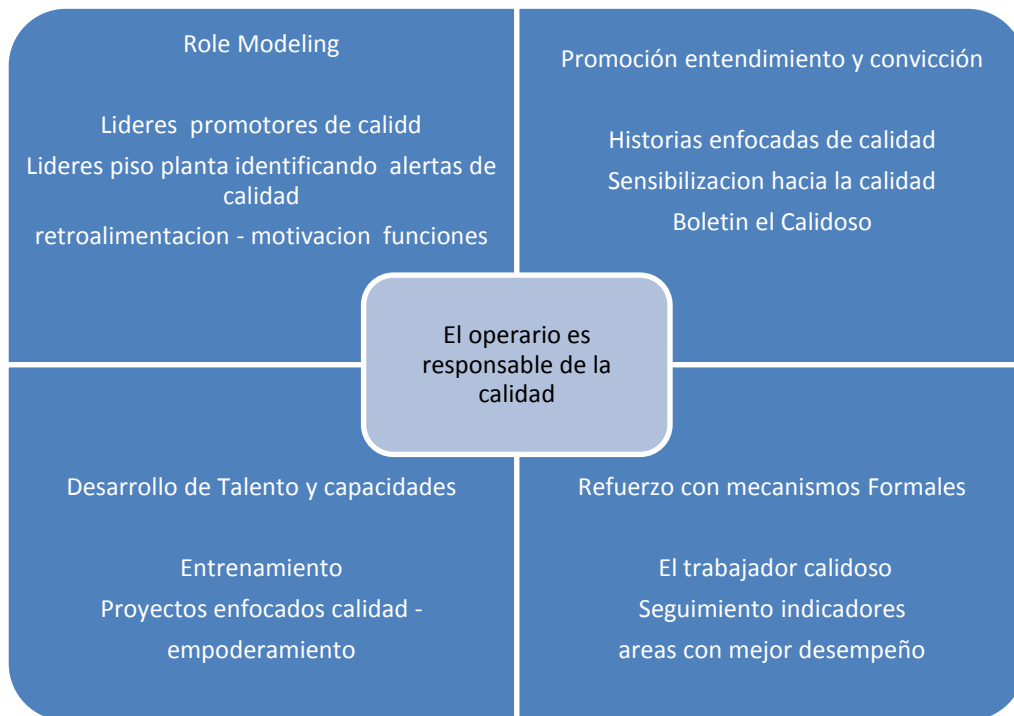 Role Modeling
Lideres promotores de calidd
Lideres piso planta identificando alertas de
calidad
retroalimentacion - motivacion funciones
Promoción entendimiento y convicción
Historias enfocadas de calidad
Sensibilizacion hacia la calidad
Boletin el Calidoso
El operario es
responsable de la
calidad
Desarrollo de Talento y capacidades
Entrenamiento
Proyectos enfocados calidad -
empoderamiento
Refuerzo con mecanismos Formales
El trabajador calidoso
Seguimiento indicadores
areas con mejor desempeño